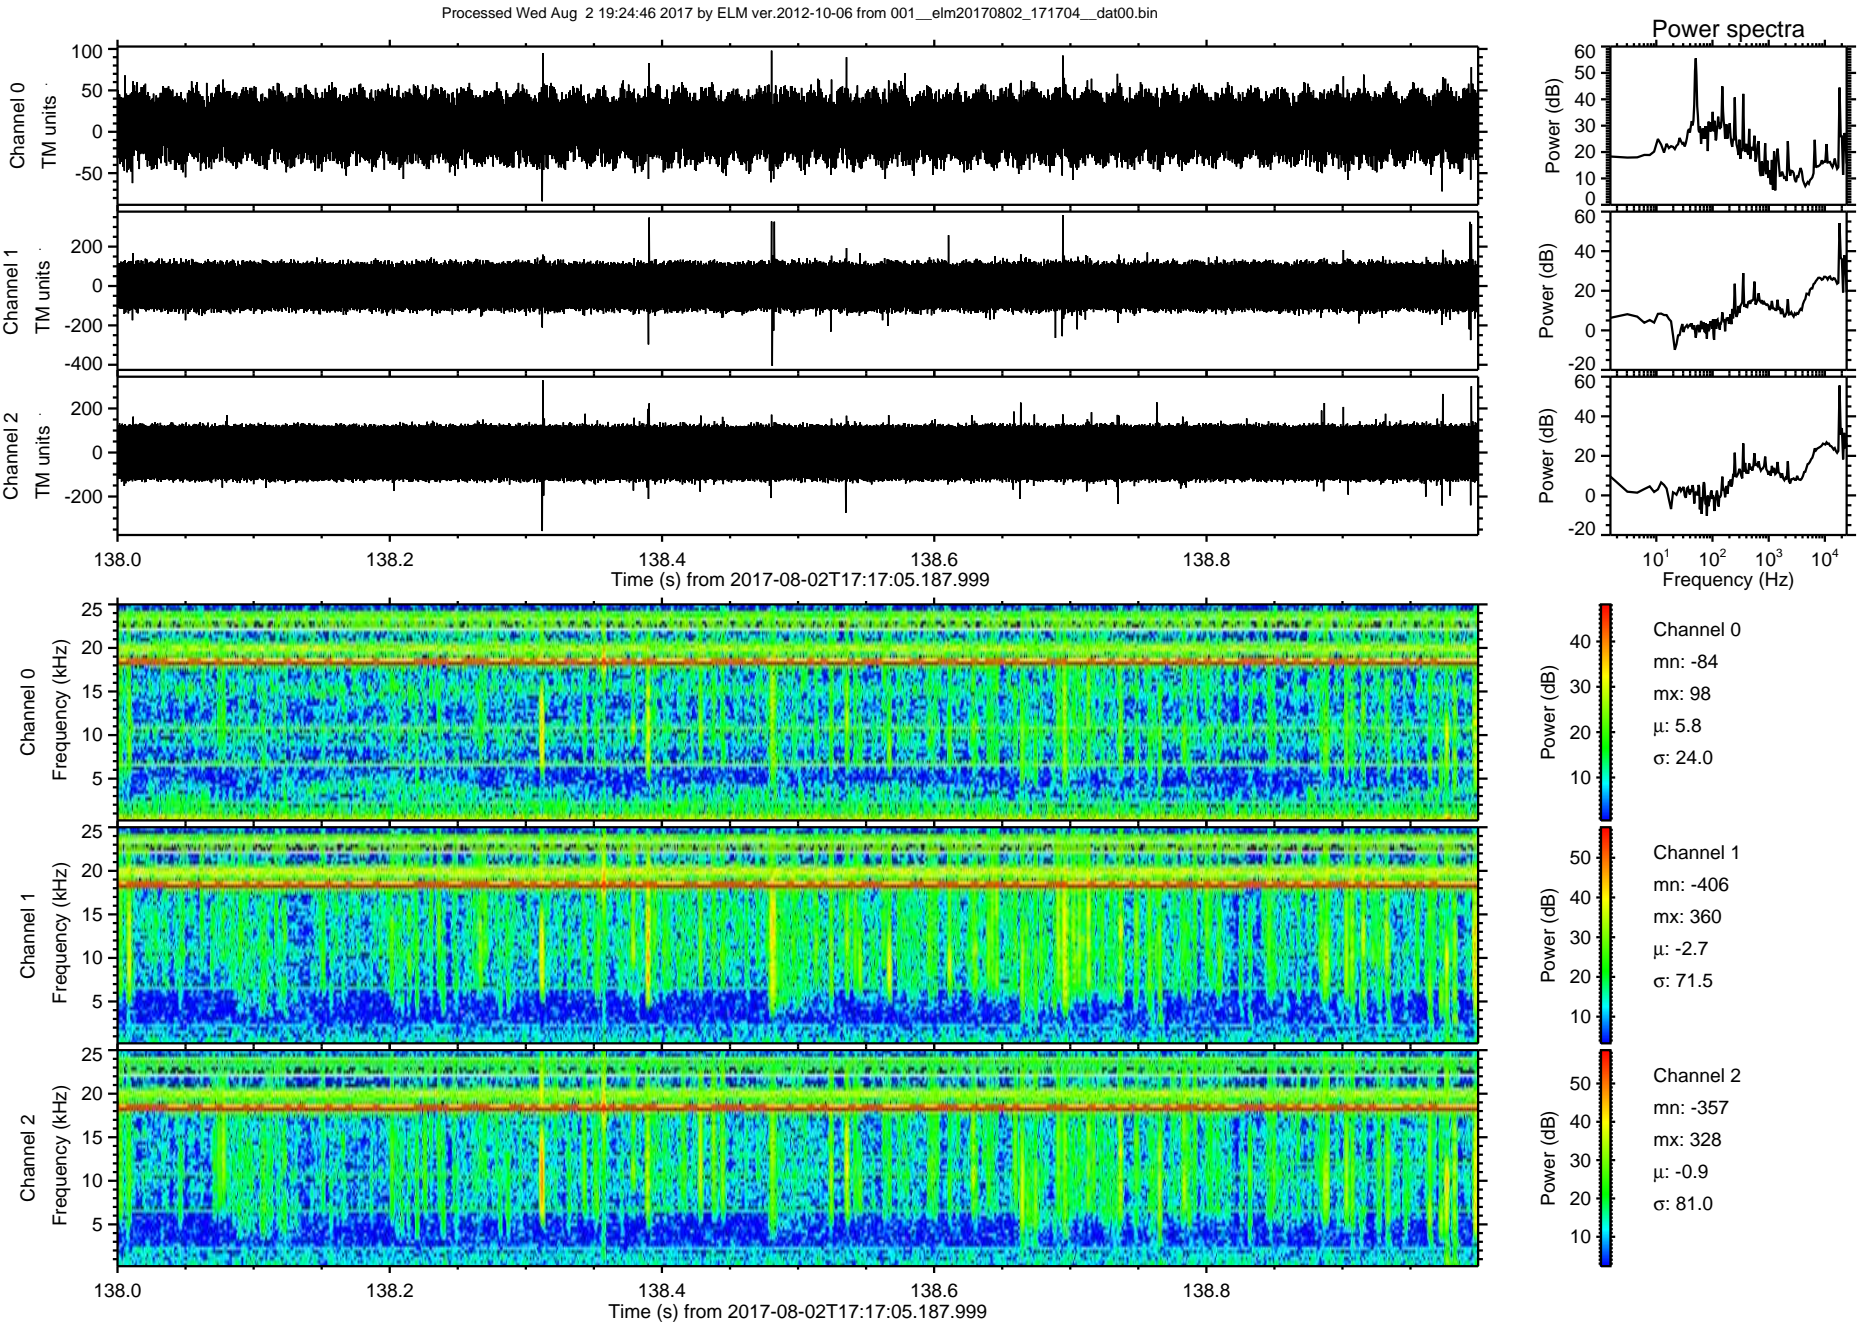 Processed Wed Aug 2 19:24:46 2017 by ELM ver.2012-10-06 from 001__elm20170802_171704__dat00.bin
Power spectra
Channel 0
TM units
100
50
0
-50
Power (dB)
60
50
40
30
20
10
0
Channel 1
TM units
200
0
-200
-400
Power (dB)
60
40
20
0
-20
Channel 2
TM units
200
0
-200
Power (dB)
60
40
20
0
-20
138.0 138.2 138.4 138.6 138.8
Time (s) from 2017-08-02T17:17:05.187.999
10¹ 10² 10³ 10⁴
Frequency (Hz)
Channel 0
Frequency (kHz)
25
20
15
10
5
Power (dB)
40
30
20
10
Channel 0
mn: -84
mx: 98
µ: 5.8
σ: 24.0
Channel 1
Frequency (kHz)
25
20
15
10
5
Power (dB)
50
40
30
20
10
Channel 1
mn: -406
mx: 360
µ: -2.7
σ: 71.5
Channel 2
Frequency (kHz)
25
20
15
10
5
Power (dB)
50
40
30
20
10
Channel 2
mn: -357
mx: 328
µ: -0.9
σ: 81.0
138.0 138.2 138.4 138.6 138.8
Time (s) from 2017-08-02T17:17:05.187.999